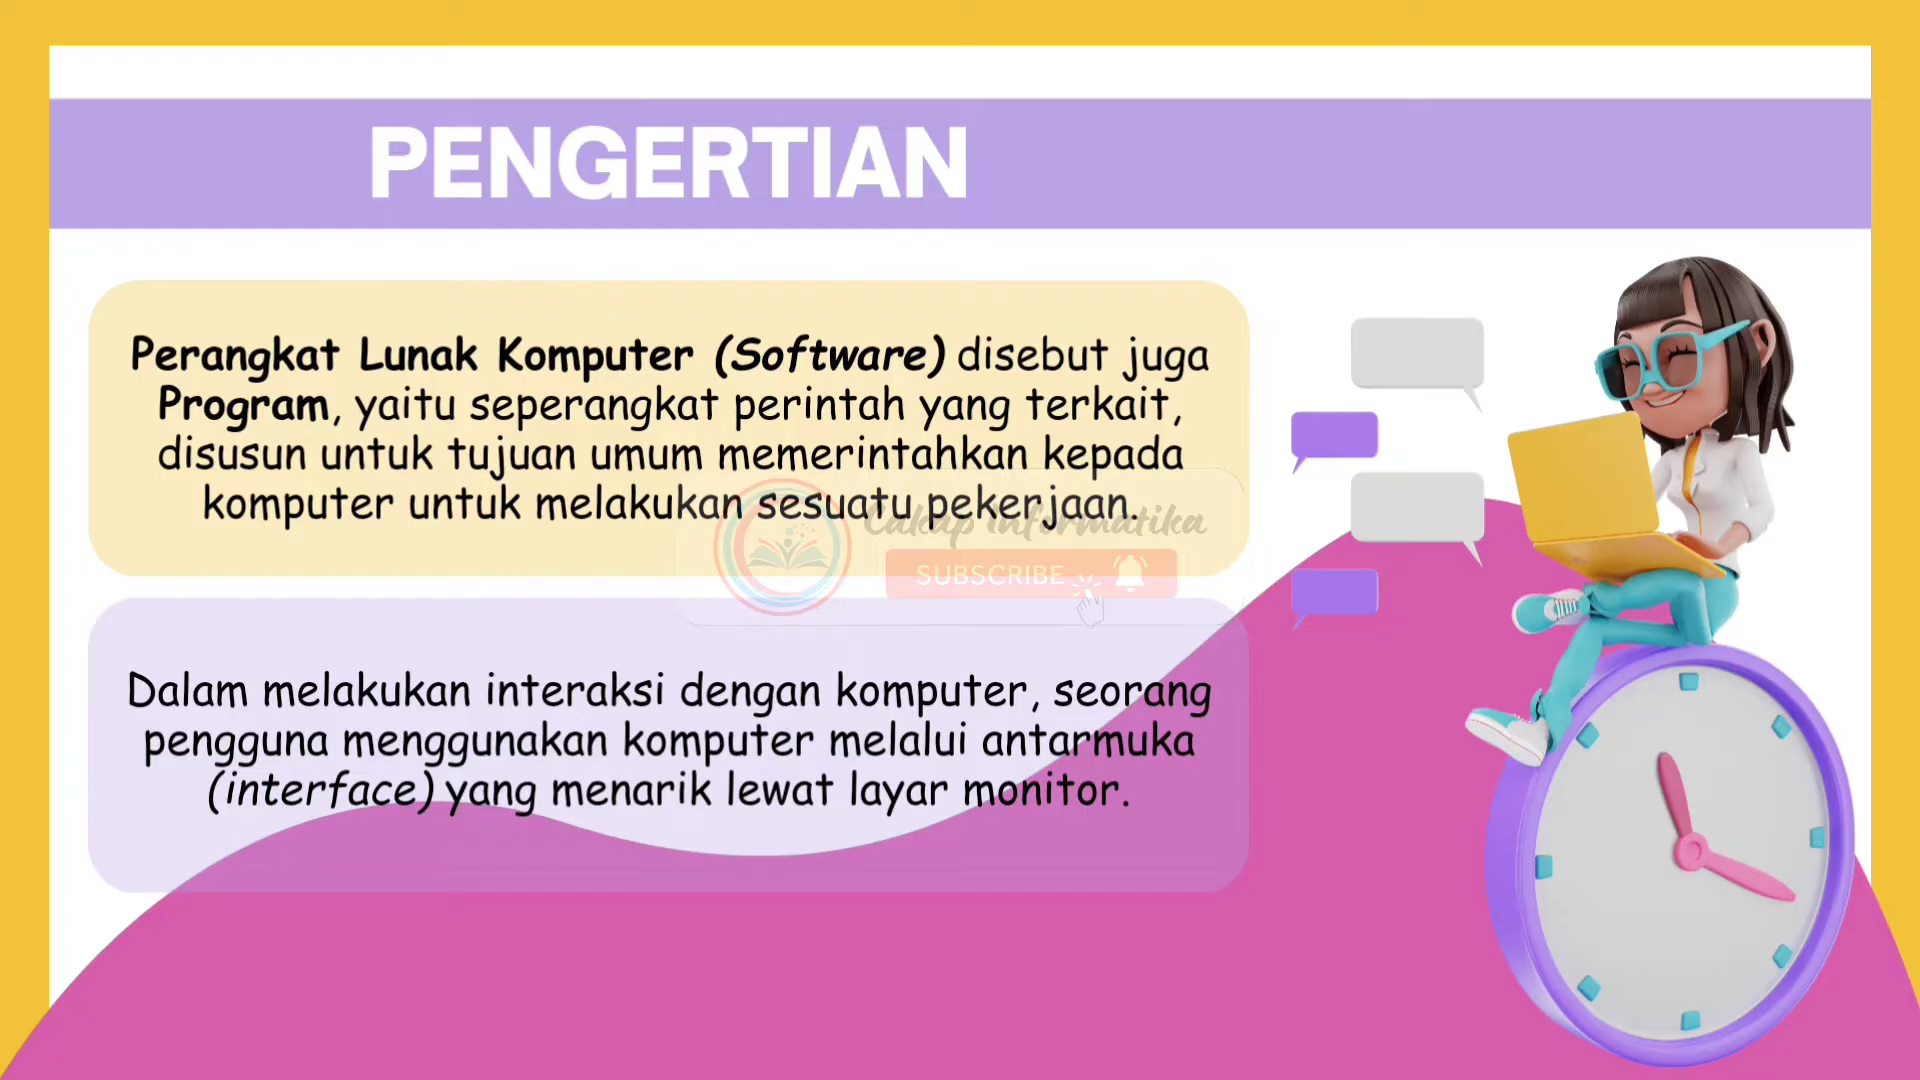 PENGERTIAN
Perangkat Lunak Komputer (Software) disebut juga
Program, yaitu seperangkat perintah yang terkait,
disusun untuk tujuan umum memerintahkan kepada
komputer untuk melakukan sesuatu pekerjaan.
Cakap Informatika
SUBSCRIBE
Dalam melakukan interaksi dengan komputer, seorang
pengguna menggunakan komputer melalui antarmuka
(interface) yang menarik lewat layar monitor.